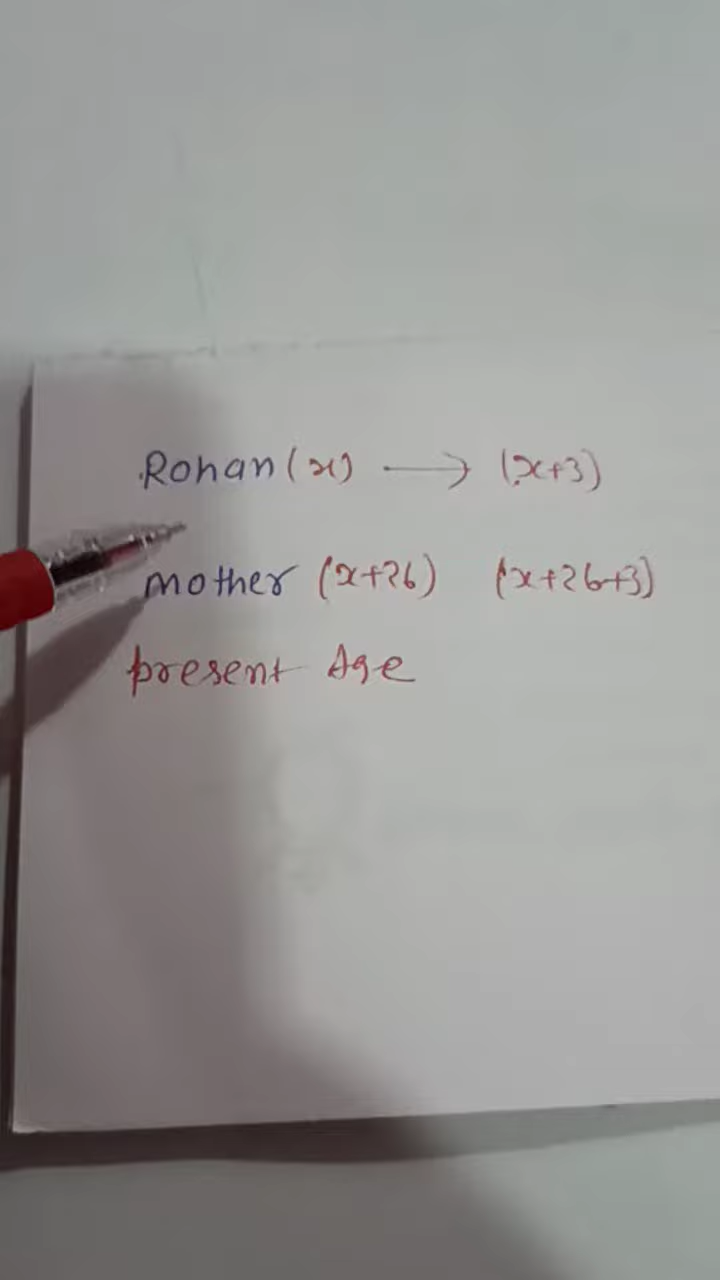 Rohan (x) → (x+3)
mother (x+26) (x+26+3)
present Age